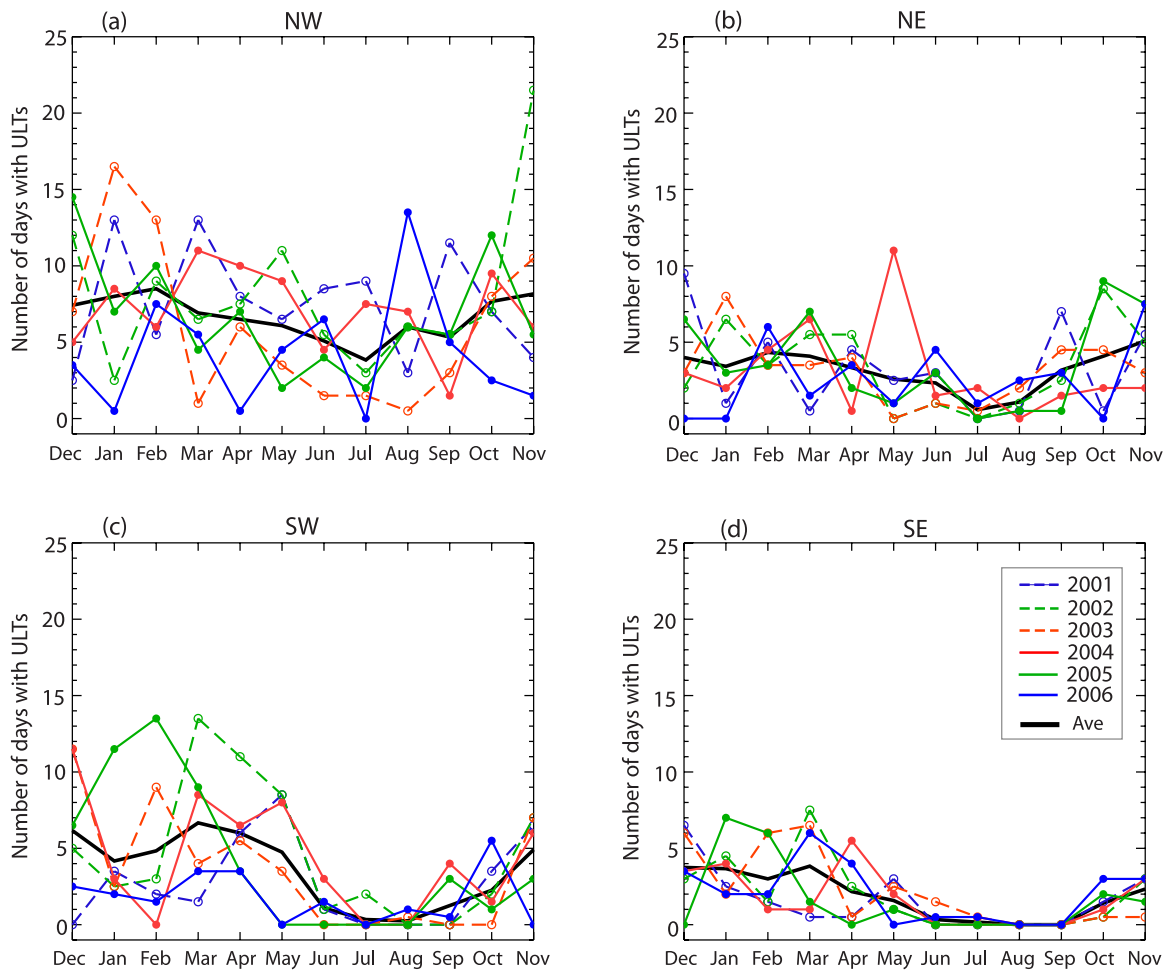 (a) NW
Number of days with ULTs
25
20
15
10
5
0
Dec Jan Feb Mar Apr May Jun Jul Aug Sep Oct Nov
(b) NE
Number of days with ULTs
25
20
15
10
5
0
Dec Jan Feb Mar Apr May Jun Jul Aug Sep Oct Nov
(c) SW
Number of days with ULTs
25
20
15
10
5
0
Dec Jan Feb Mar Apr May Jun Jul Aug Sep Oct Nov
(d) SE
Number of days with ULTs
25
20
15
10
5
0
Dec Jan Feb Mar Apr May Jun Jul Aug Sep Oct Nov
2001
2002
2003
2004
2005
2006
Ave